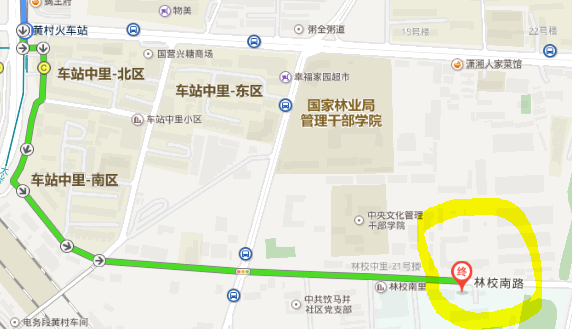 物美
黄村火车站
粥全粥道
19号楼
22号楼
国营兴糖商场
潇湘人家菜馆
车站中里-北区
幸福家园超市
车站中里-东区
C
国家林业局
管理干部学院
车站中里小区
车站中里-南区
中央文化管理
干部学院
林校中里-21号楼
终
林校南路
林校南里
中共饮马井
社区党支部
电务段黄村车间